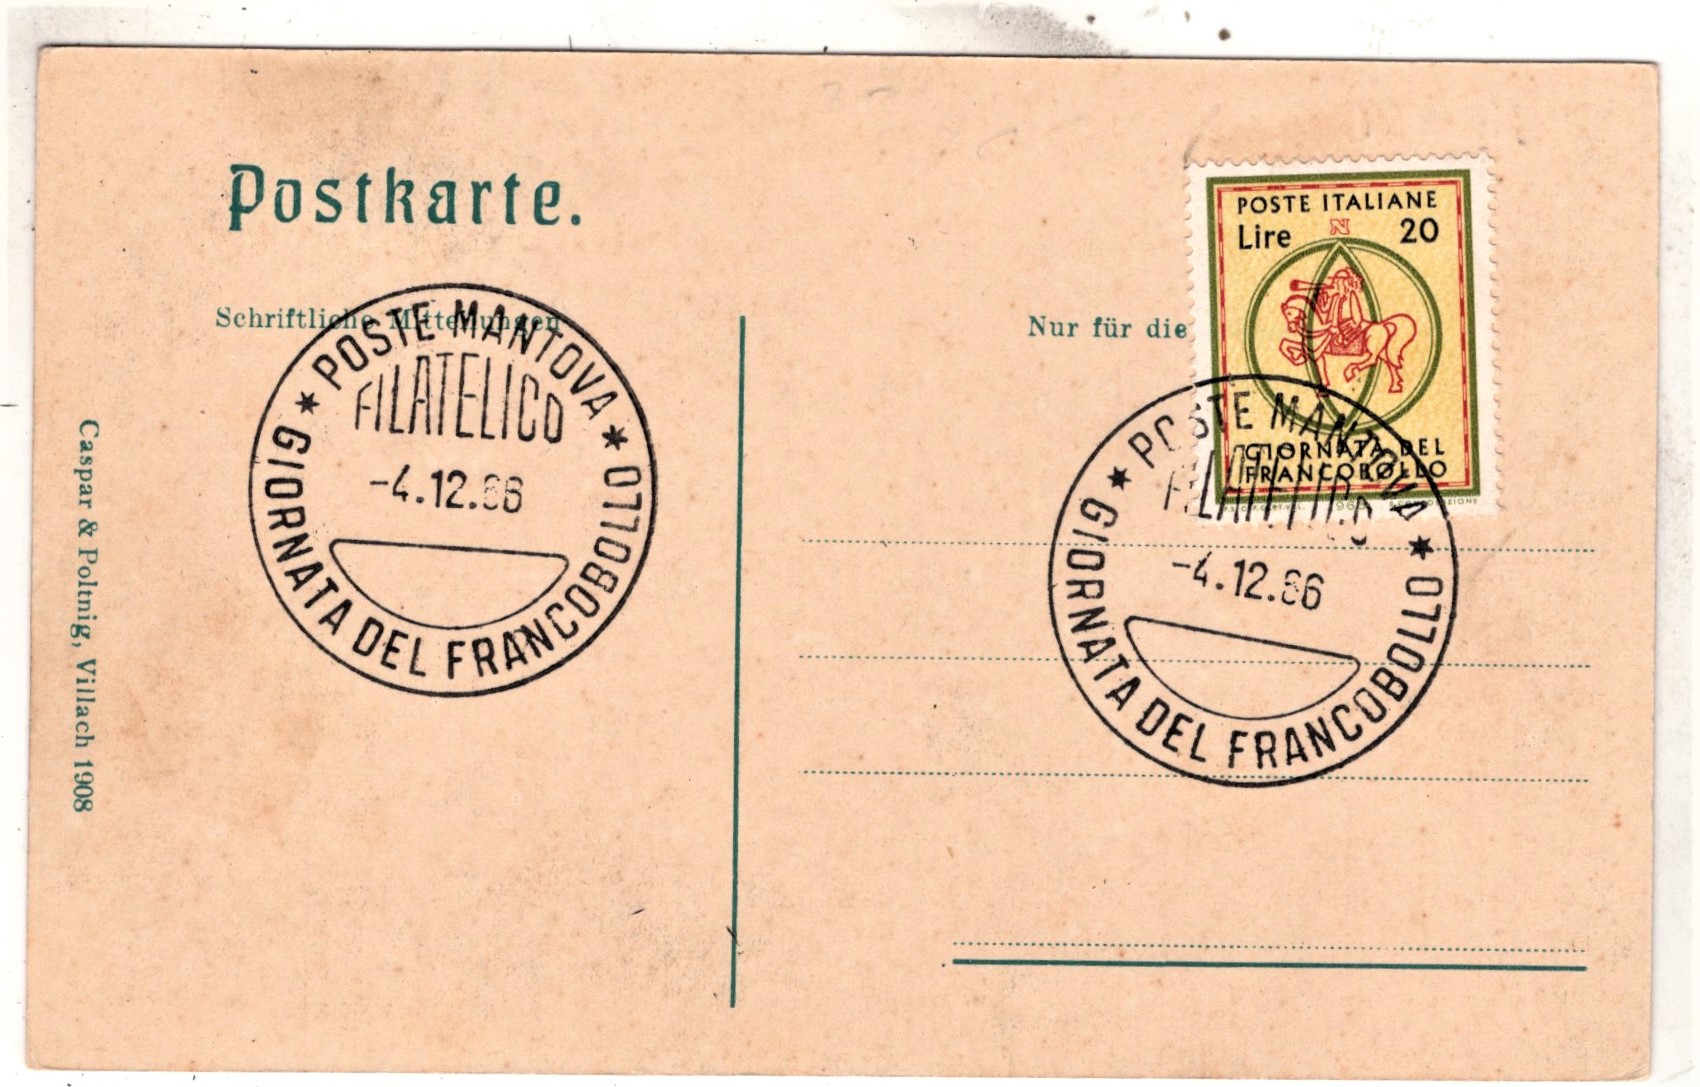 Postkarte.
Schriftliche Mitteilungen
Nur für die
Caspar & Poltnig, Villach 1908
POSTE ITALIANE
N
Lire 20
GIORNATA DEL
FRANCOBOLLO
POSTE MANTOVA
FILATELICO
-4.12.66
GIORNATA DEL FRANCOBOLLO
POSTE MANTOVA
FILATELICO
-4.12.66
GIORNATA DEL FRANCOBOLLO